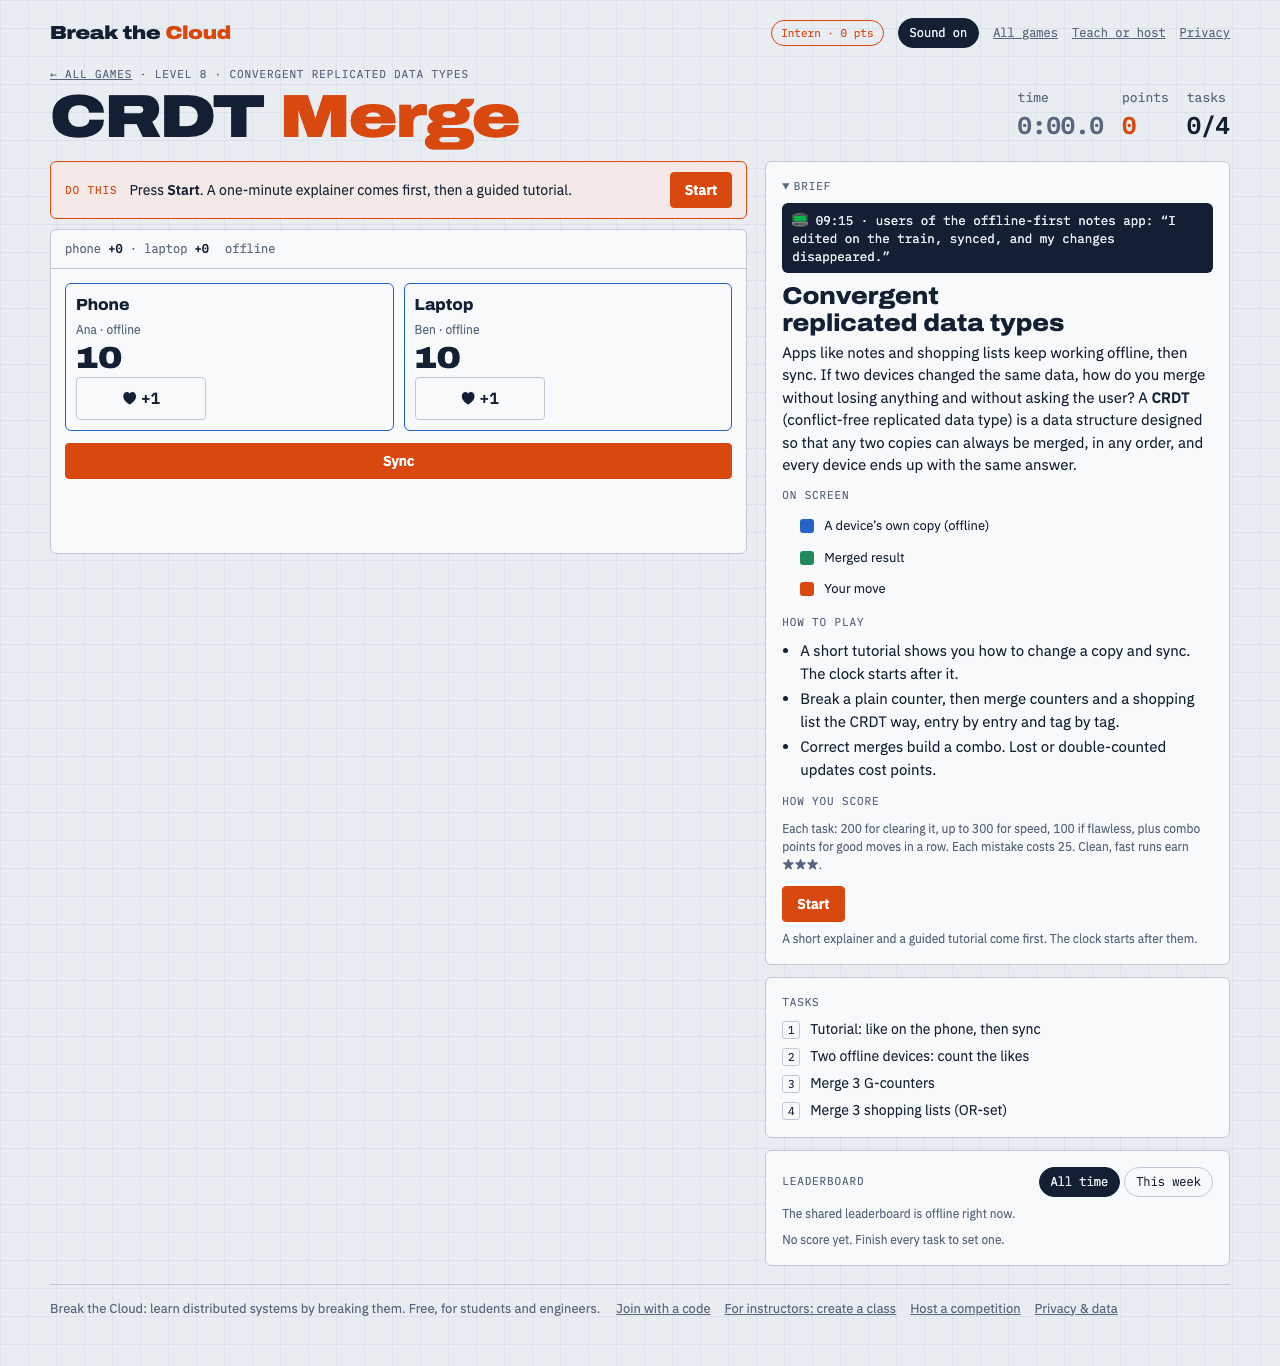 Break the Cloud
Intern · 0 pts
Sound on
All games
Teach or host
Privacy
← ALL GAMES · LEVEL 8 · CONVERGENT REPLICATED DATA TYPES
CRDT Merge
time
0:00.0
points
0
tasks
0/4
DO THIS Press Start. A one-minute explainer comes first, then a guided tutorial.
Start
phone +0 · laptop +0 offline
Phone
Ana · offline
10
♥ +1
Laptop
Ben · offline
10
♥ +1
Sync
▼ BRIEF
09:15 · users of the offline-first notes app: “I
edited on the train, synced, and my changes
disappeared.”
Convergent
replicated data types
Apps like notes and shopping lists keep working offline, then
sync. If two devices changed the same data, how do you merge
without losing anything and without asking the user? A CRDT
(conflict-free replicated data type) is a data structure designed
so that any two copies can always be merged, in any order, and
every device ends up with the same answer.
ON SCREEN
A device’s own copy (offline)
Merged result
Your move
HOW TO PLAY
• A short tutorial shows you how to change a copy and sync.
The clock starts after it.
• Break a plain counter, then merge counters and a shopping
list the CRDT way, entry by entry and tag by tag.
• Correct merges build a combo. Lost or double-counted
updates cost points.
HOW YOU SCORE
Each task: 200 for clearing it, up to 300 for speed, 100 if flawless, plus combo
points for good moves in a row. Each mistake costs 25. Clean, fast runs earn
★★★.
Start
A short explainer and a guided tutorial come first. The clock starts after them.
TASKS
1 Tutorial: like on the phone, then sync
2 Two offline devices: count the likes
3 Merge 3 G-counters
4 Merge 3 shopping lists (OR-set)
LEADERBOARD
All time
This week
The shared leaderboard is offline right now.
No score yet. Finish every task to set one.
Break the Cloud: learn distributed systems by breaking them. Free, for students and engineers.
Join with a code
For instructors: create a class
Host a competition
Privacy & data